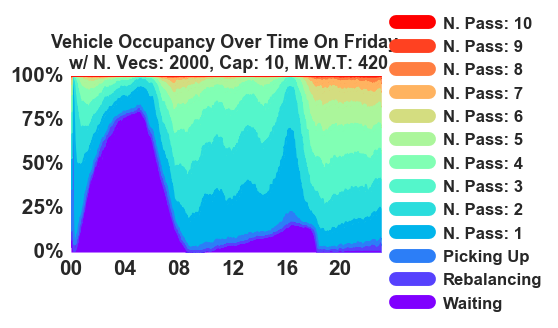 Vehicle Occupancy Over Time On Friday
w/ N. Vecs: 2000, Cap: 10, M.W.T: 420
100%
75%
50%
25%
0%
00 04 08 12 16 20
N. Pass: 10
N. Pass: 9
N. Pass: 8
N. Pass: 7
N. Pass: 6
N. Pass: 5
N. Pass: 4
N. Pass: 3
N. Pass: 2
N. Pass: 1
Picking Up
Rebalancing
Waiting